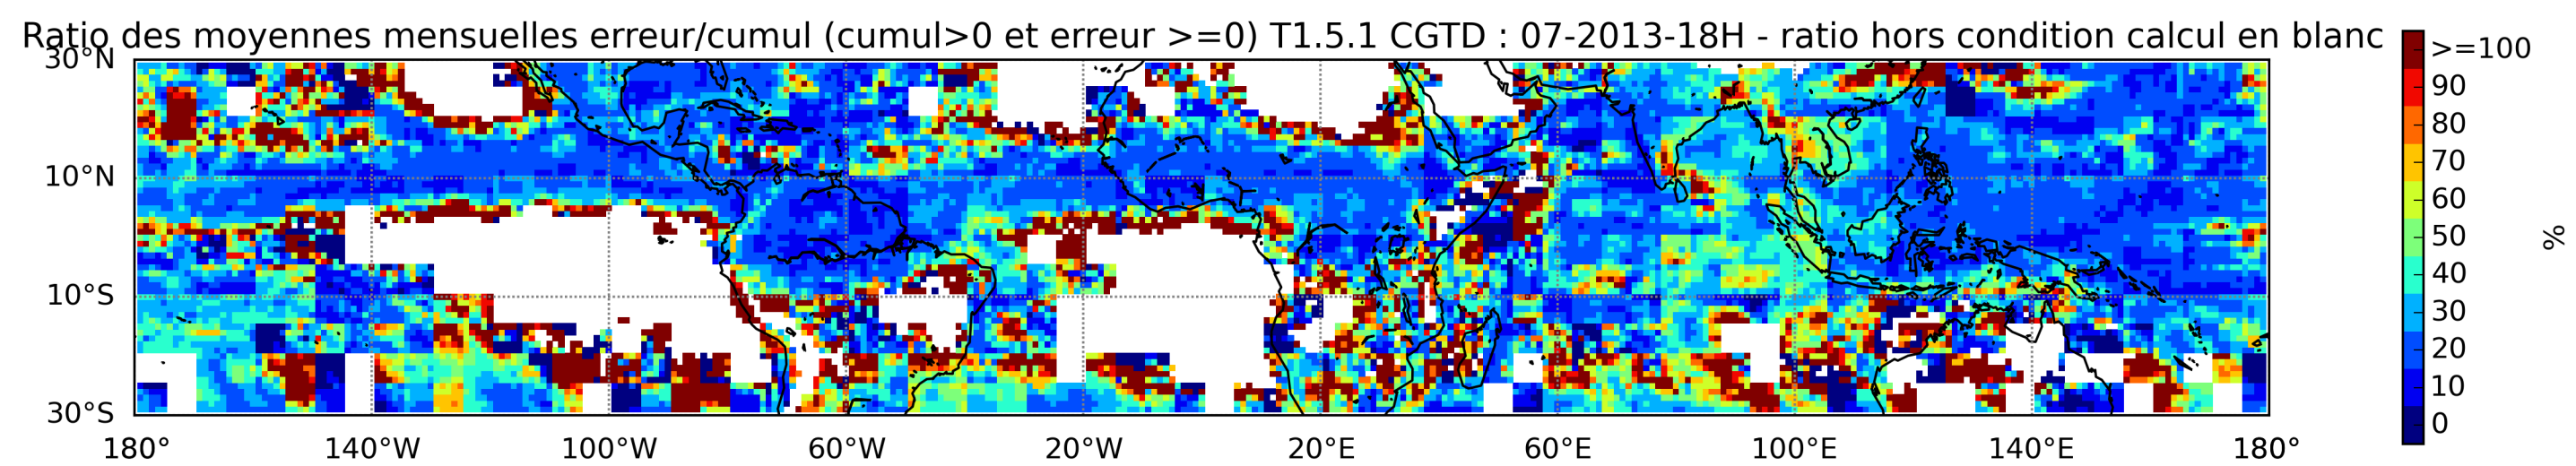 Ratio des moyennes mensuelles erreur/cumul (cumul>0 et erreur >=0) T1.5.1 CGTD : 07-2013-18H - ratio hors condition calcul en blanc
30°N
10°N
10°S
30°S
180°
140°W
100°W
60°W
20°W
20°E
60°E
100°E
140°E
180°
>=100
90
80
70
60
50
40
30
20
10
0
%